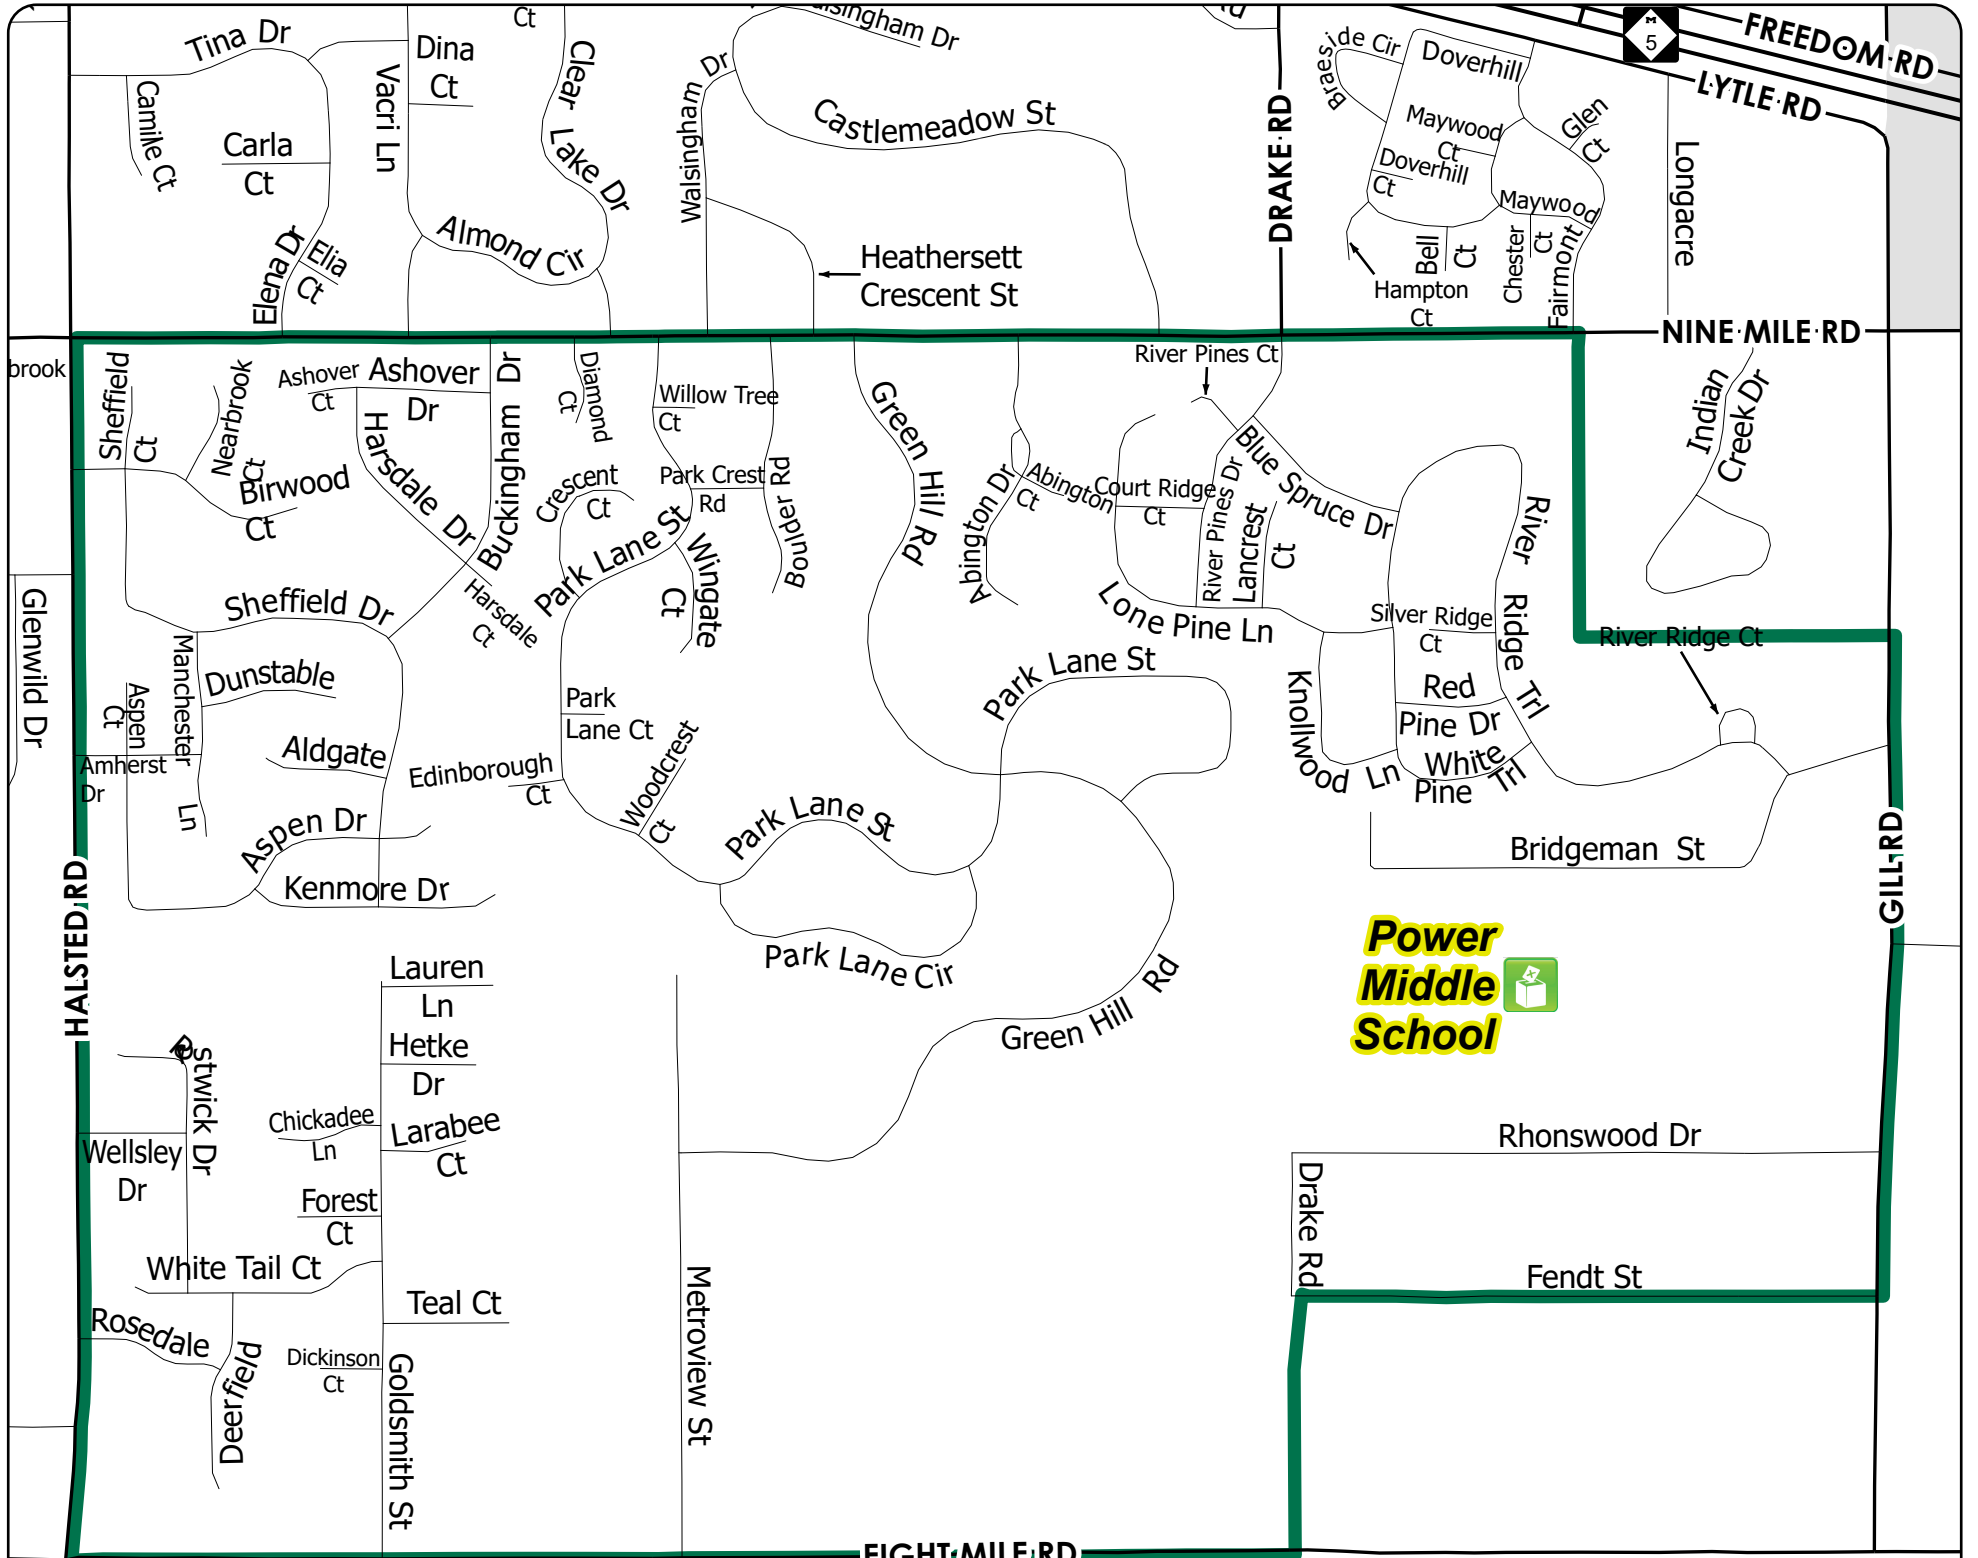 Tina Dr
Camile Ct
Carla
Ct
Elena Dr
Elia
Ct
Vacri Ln
Dina
Ct
Ct
Clear Lake Dr
Almond Cir
Walsingham Dr
Castlemeadow St
Heathersett
Crescent St
DRAKE RD
Braeside Cir
Doverhill
Maywood
Ct
Doverhill
Ct
Glen
Ct
Maywood
Bell
Ct
Chester
Ct
Fairmont
Hampton
Ct
Longacre
M
5
FREEDOM RD
LYTLE RD
NINE MILE RD
brook
Sheffield
Ct
Nearbrook
Ct
Birwood
Ct
Ashover
Ct
Ashover
Dr
Harsdale Dr
Buckingham Dr
Diamond
Ct
Willow Tree
Ct
Park Crest
Rd
Boulder Rd
Crescent
Ct
Park Lane St
Wingate
Ct
Harsdale
Ct
Green Hill Rd
Abington Dr
Abington
Ct
River Pines Ct
Court Ridge
Ct
River Pines Dr
Lancrest
Ct
Blue Spruce Dr
Lone Pine Ln
River Ridge Trl
Silver Ridge
Ct
Indian
Creek Dr
River Ridge Ct
Glenwild Dr
Sheffield Dr
Manchester
Ln
Dunstable
Aspen
Ct
Amherst
Dr
Aldgate
Aspen Dr
Kenmore Dr
Edinborough
Ct
Park
Lane Ct
Woodcrest
Ct
Park Lane St
Park Lane St
Park Lane Cir
Knollwood Ln
Red
Pine Dr
White
Pine Trl
Bridgeman St
HALSTED RD
GILL RD
Power
Middle
School
Green Hill Rd
Lauren
Ln
Hetke
Dr
Chickadee
Ln
Larabee
Ct
Forest
Ct
Wellsley
Dr
White Tail Ct
Teal Ct
Rosedale
Deerfield
Dickinson
Ct
Goldsmith St
Metroview St
Rhonswood Dr
Drake Rd
Fendt St
EIGHT MILE RD